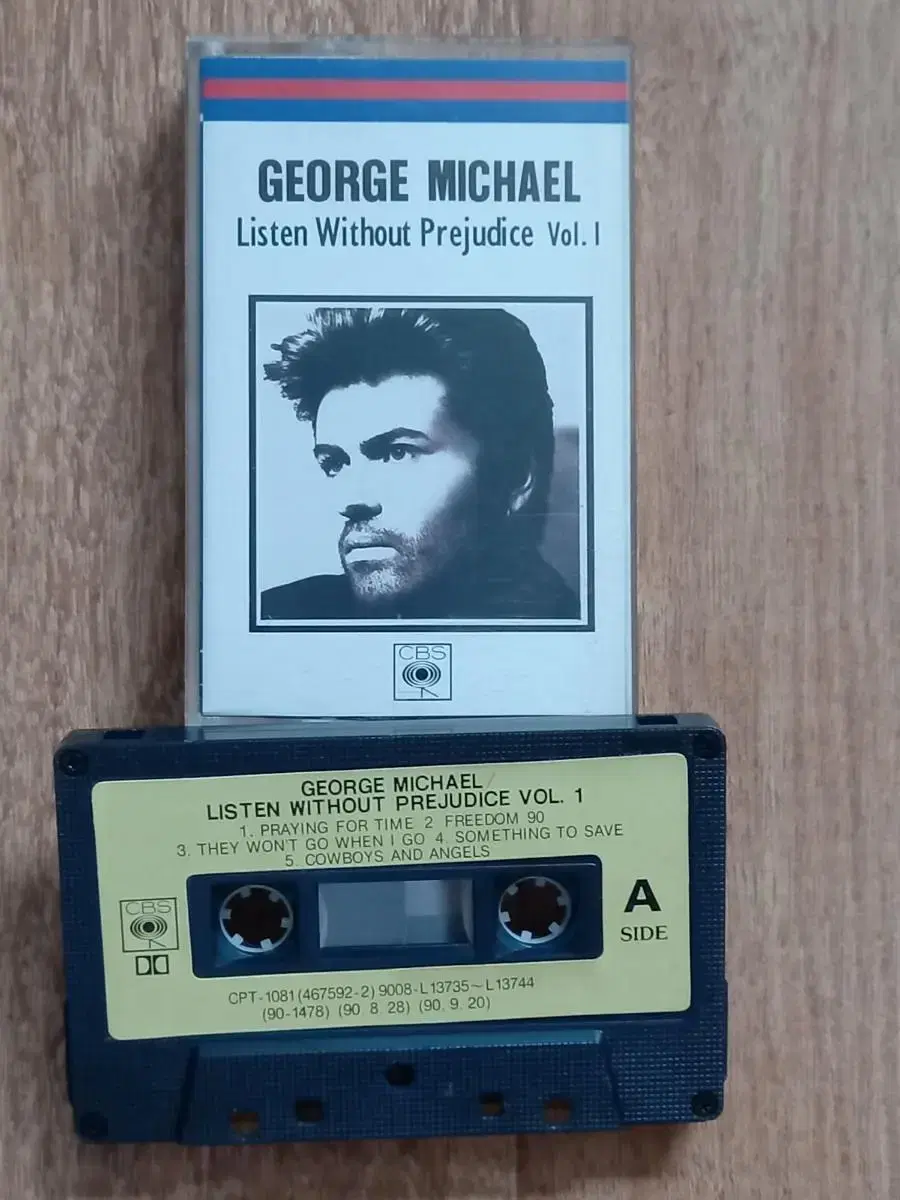 GEORGE MICHAEL
Listen Without Prejudice Vol. I
CBS
GEORGE MICHAEL
LISTEN WITHOUT PREJUDICE VOL. 1
1. PRAYING FOR TIME 2 FREEDOM 90
3. THEY WON'T GO WHEN I GO 4. SOMETHING TO SAVE
5. COWBOYS AND ANGELS
CBS
A
SIDE
CPT-1081 (467592-2) 9008-L13735~L13744
(90-1478) (90 8. 28) (90. 9. 20)